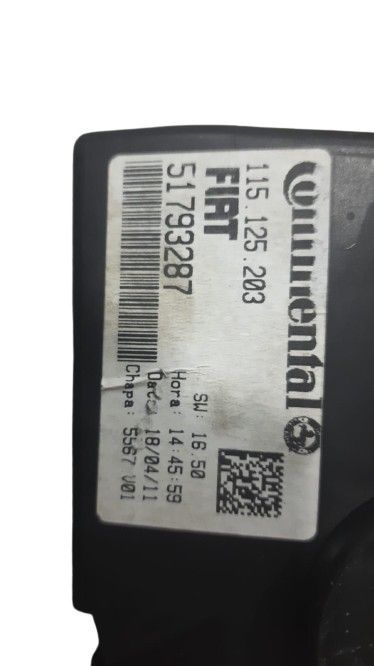 Continental
115.125.203
FIAT
51793287
SW: 16.50
Hora: 14:45:59
Data: 18/04/11
Chapa: 5567 V01